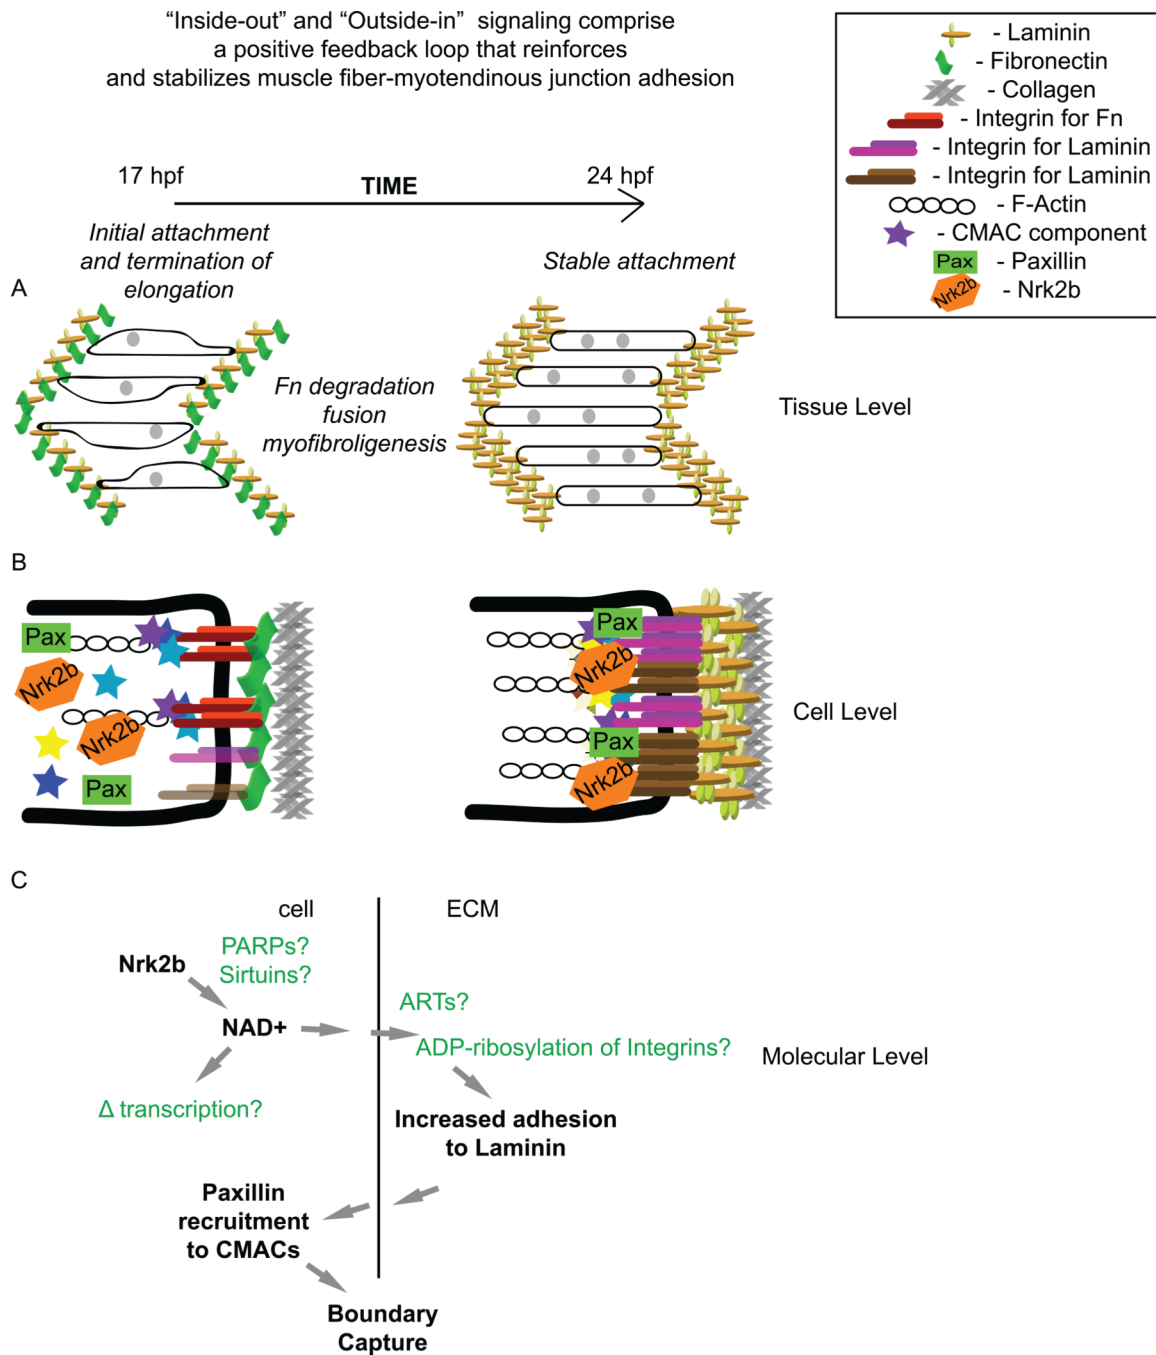 “Inside-out” and “Outside-in” signaling comprise
a positive feedback loop that reinforces
and stabilizes muscle fiber-myotendinous junction adhesion
- Laminin
- Fibronectin
- Collagen
- Integrin for Fn
- Integrin for Laminin
- Integrin for Laminin
- F-Actin
- CMAC component
Pax - Paxillin
Nrk2b - Nrk2b
17 hpf
TIME
24 hpf
Initial attachment
and termination of
elongation
Stable attachment
A
Fn degradation
fusion
myofibroligenesis
Tissue Level
B
Pax
Nrk2b
Nrk2b
Pax
Pax
Nrk2b
Pax
Nrk2b
Cell Level
C
cell
ECM
PARPs?
Sirtuins?
Nrk2b
NAD+
ARTs?
ADP-ribosylation of Integrins?
Molecular Level
Δ transcription?
Increased adhesion
to Laminin
Paxillin
recruitment
to CMACs
Boundary
Capture